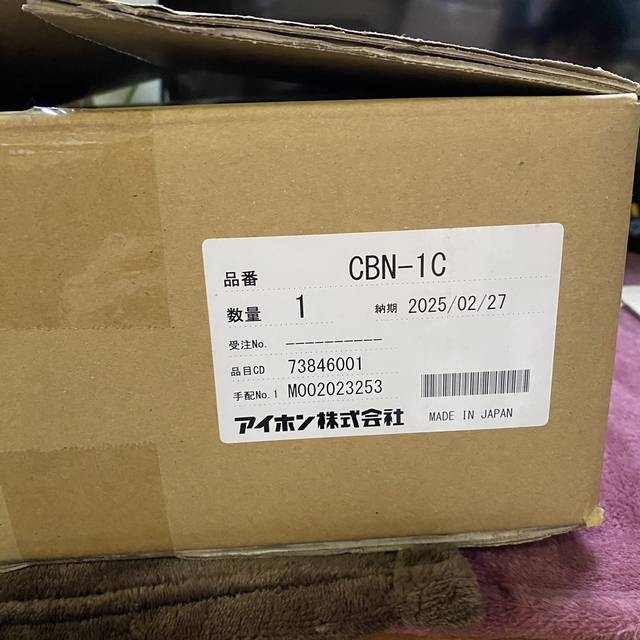 品番 CBN-1C
数量 1 納期 2025/02/27
受注No. ----------
品目CD 73846001
手配No.1 M002023253
アイホン株式会社 MADE IN JAPAN